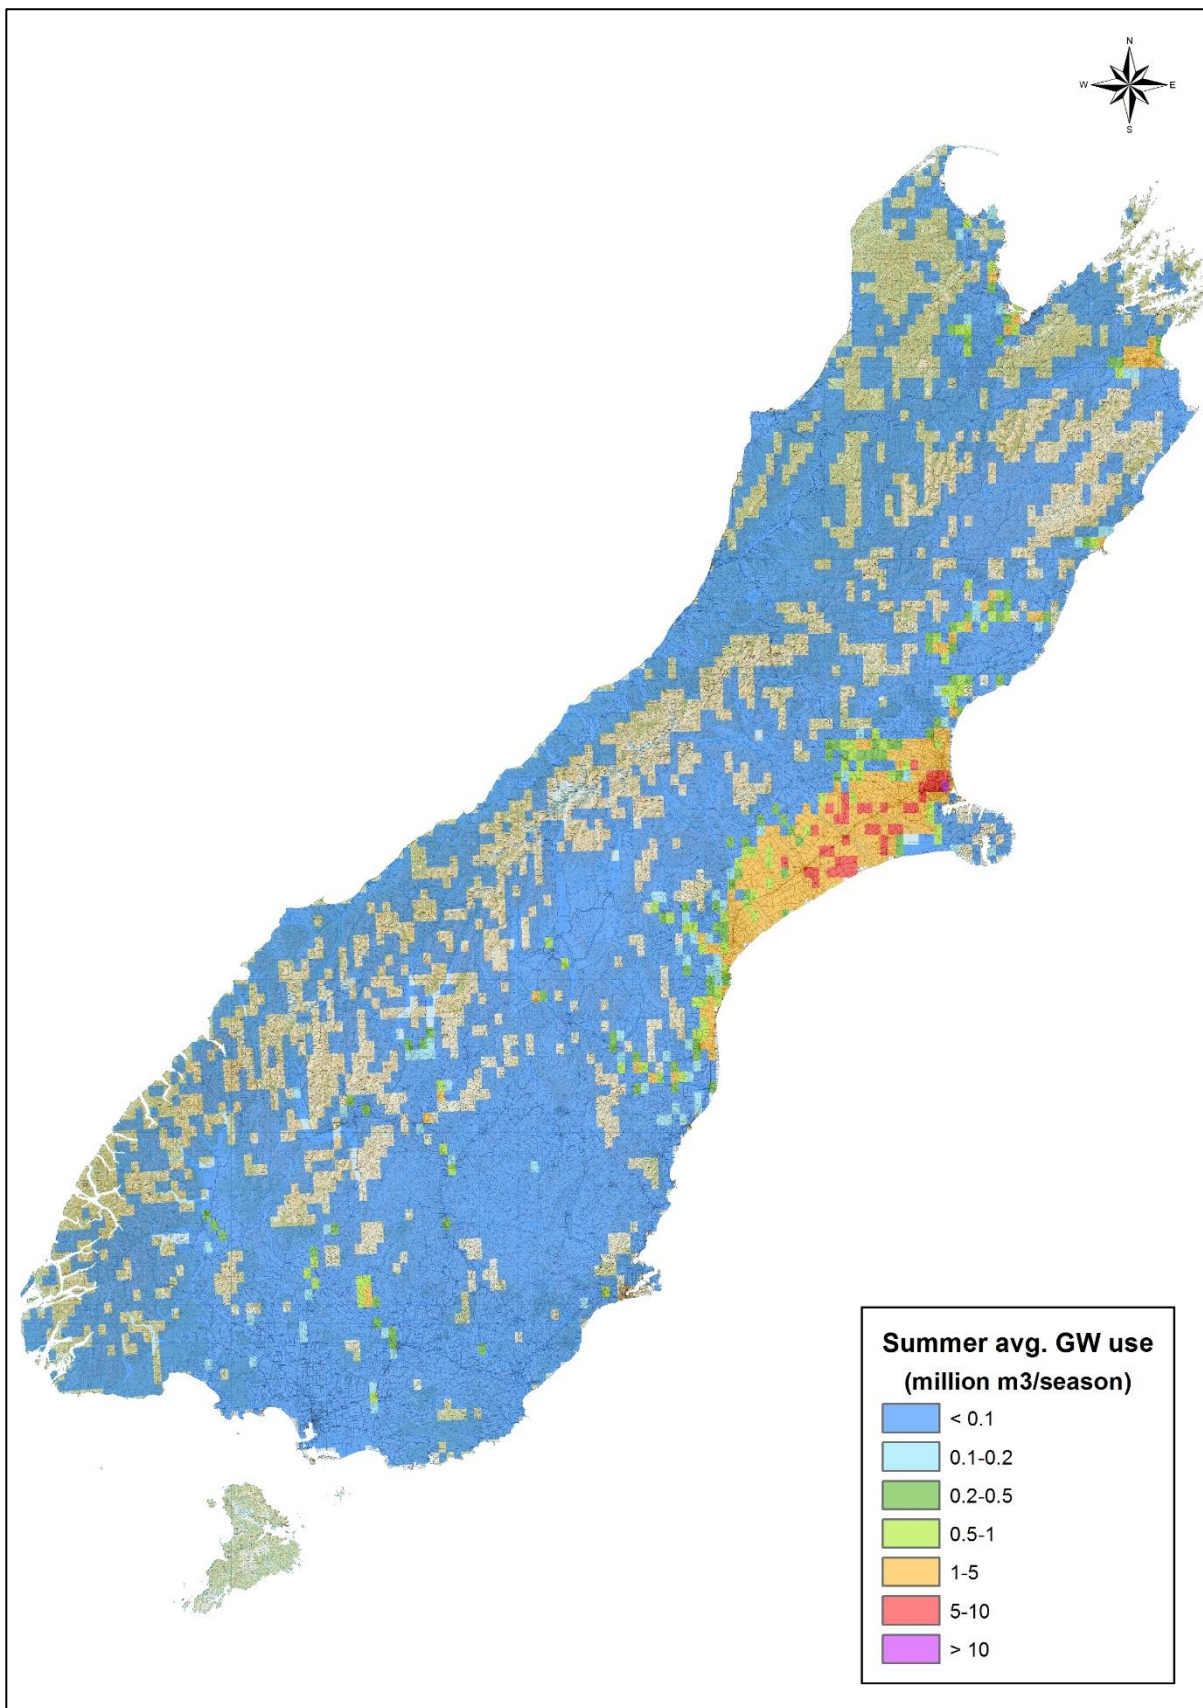 N
W E
S
Summer avg. GW use
(million m3/season)
< 0.1
0.1-0.2
0.2-0.5
0.5-1
1-5
5-10
> 10